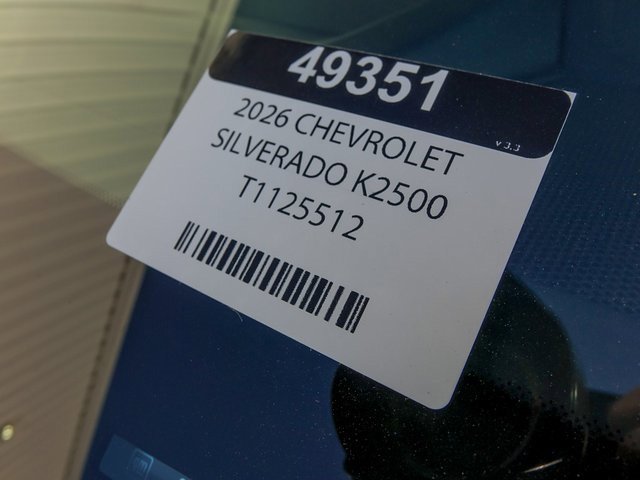 49351
v 3.3
2026 CHEVROLET
SILVERADO K2500
T1125512